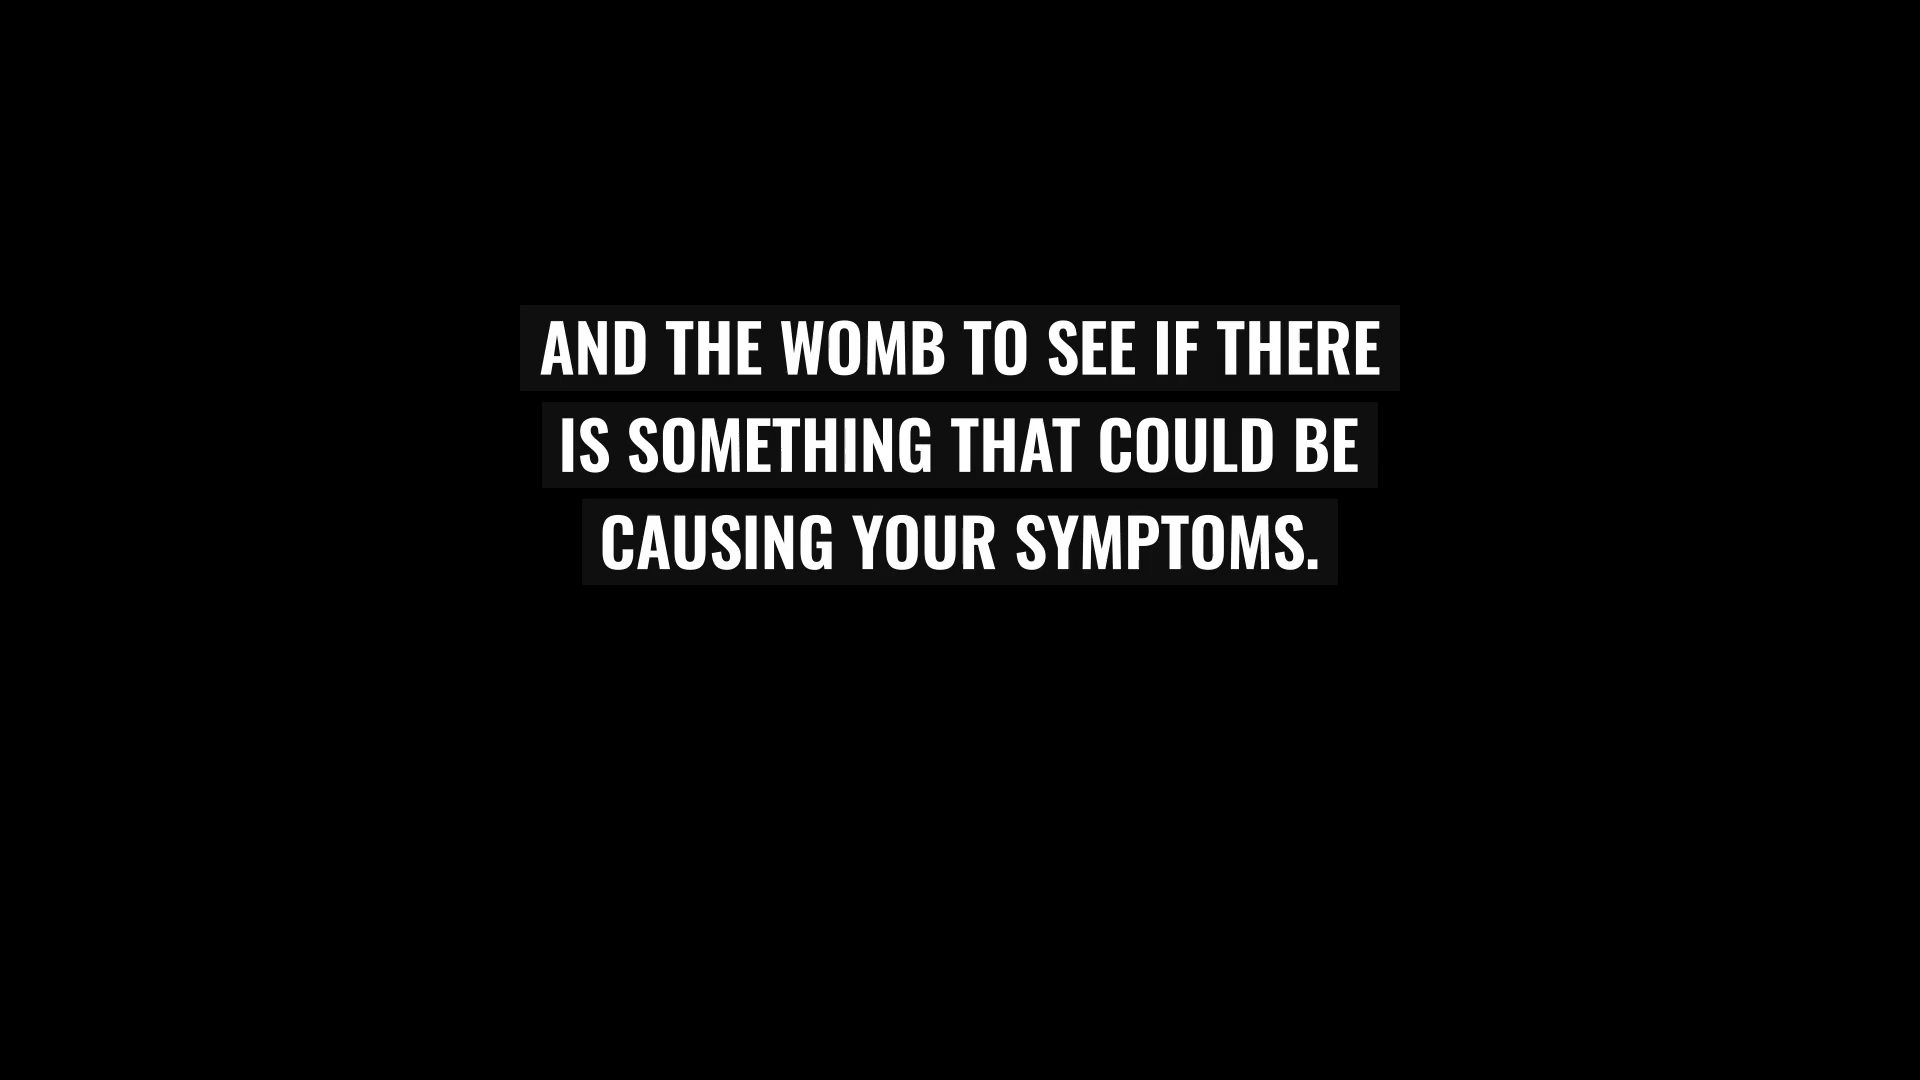 AND THE WOMB TO SEE IF THERE
IS SOMETHING THAT COULD BE
CAUSING YOUR SYMPTOMS.